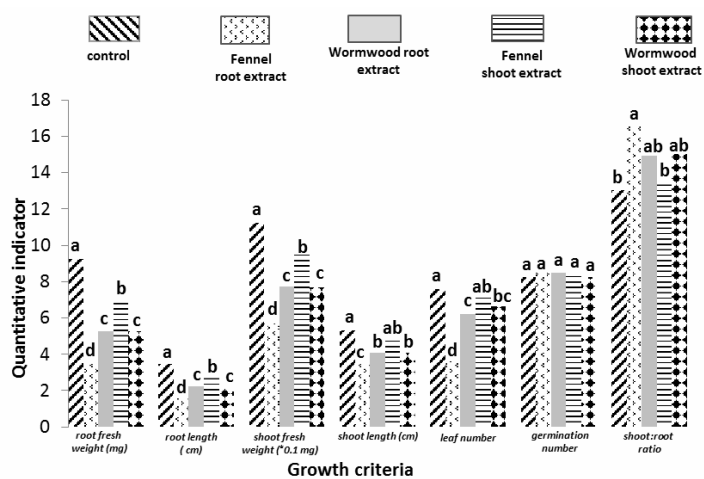 control
Fennel
root extract
Wormwood root
extract
Fennel
shoot extract
Wormwood
shoot extract
18
16
14
12
10
8
6
4
2
0
Quantitative indicator
a d c b c
a d c b c
a d c b c
a c b ab b
a d c ab bc
a a a a a
b a ab b ab
root fresh
weight (mg)
root length
( cm)
shoot fresh
weight (*0.1 mg)
shoot length (cm)
leaf number
germination
number
shoot:root
ratio
Growth criteria